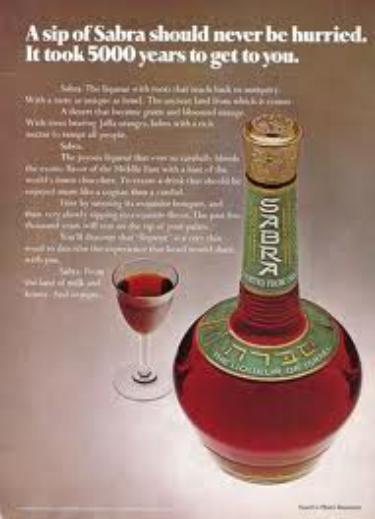 A sip of Sabra should never be hurried.
It took 5000 years to get to you.
Sabra. The liqueur with roots that reach back to antiquity.
With a taste as unique as Israel. The ancient land from which it comes.
A desert that became green and blossomed orange.
With trees bearing Jaffa oranges, Sabra with a rich
nectar to tempt all people.
Sabra.
The joyous liqueur that ever so carefully blends
the exotic flavor of the Middle East with a hint of the
world's finest chocolate. To create a drink that should be
enjoyed more like a cognac than a cordial.
First by savoring its exquisite bouquet, and
then very slowly sipping its exquisite flavor. The past five
thousand years will rest on the tip of your palate.
You'll discover that "liqueur" is a very thin
word to describe the experience that Israel would share
with you.
Sabra. From
the land of milk and
honey. And oranges.
SABRA
סברה
THE LIQUEUR OF ISRAEL